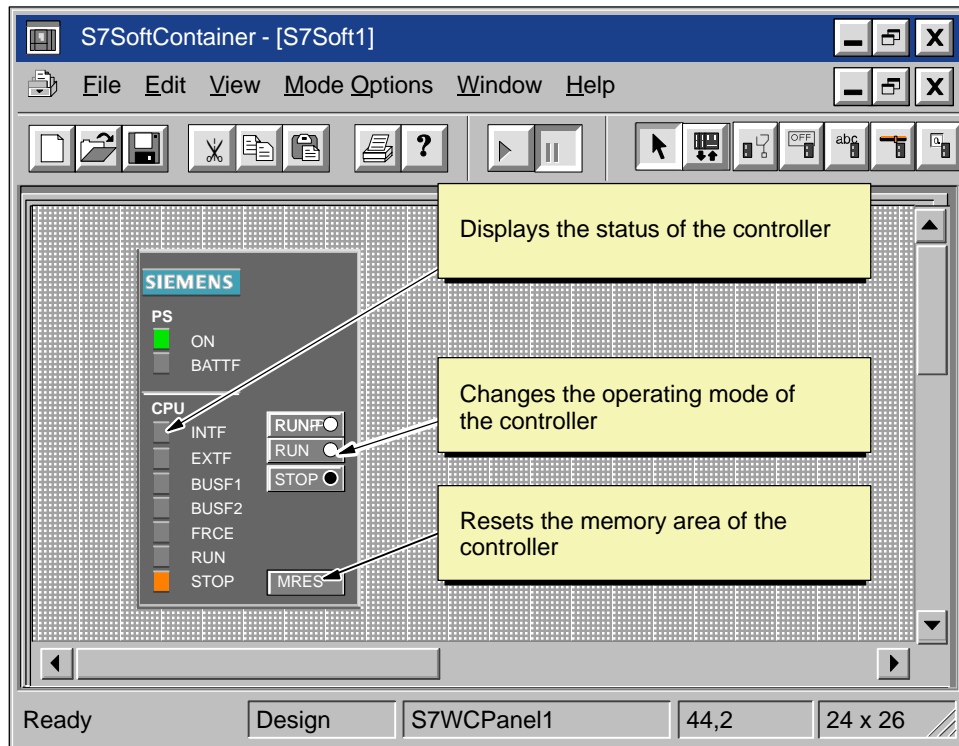 S7SoftContainer - [S7Soft1]
File Edit View Mode Options Window Help
? OFF abc a
Displays the status of the controller
SIEMENS
PS
ON
BATTF
Changes the operating mode of
the controller
CPU
INTF
EXTF
BUSF1
BUSF2
FRCE
RUN
STOP
RUN
STOP
MRES
Resets the memory area of the
controller
Ready Design S7WCPanel1 44,2 24 x 26